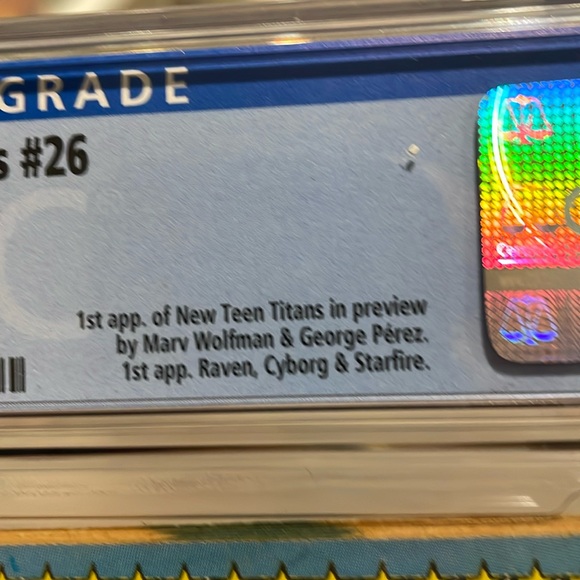 GRADE
s #26
1st app. of New Teen Titans in preview
by Marv Wolfman & George Pérez.
1st app. Raven, Cyborg & Starfire.